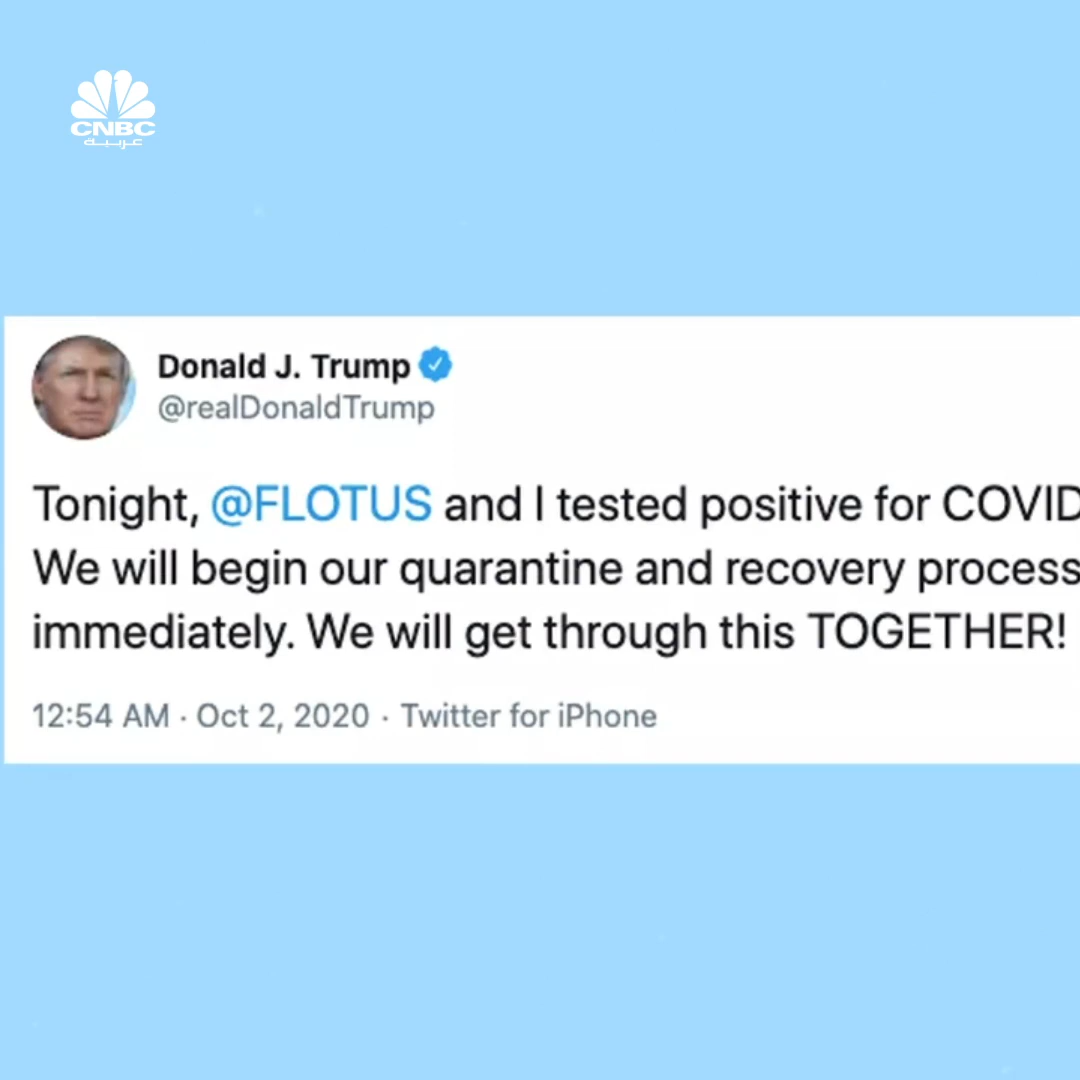 CNBC
عربية
Donald J. Trump
@realDonaldTrump
Tonight, @FLOTUS and I tested positive for COVID
We will begin our quarantine and recovery process
immediately. We will get through this TOGETHER!
12:54 AM · Oct 2, 2020 · Twitter for iPhone